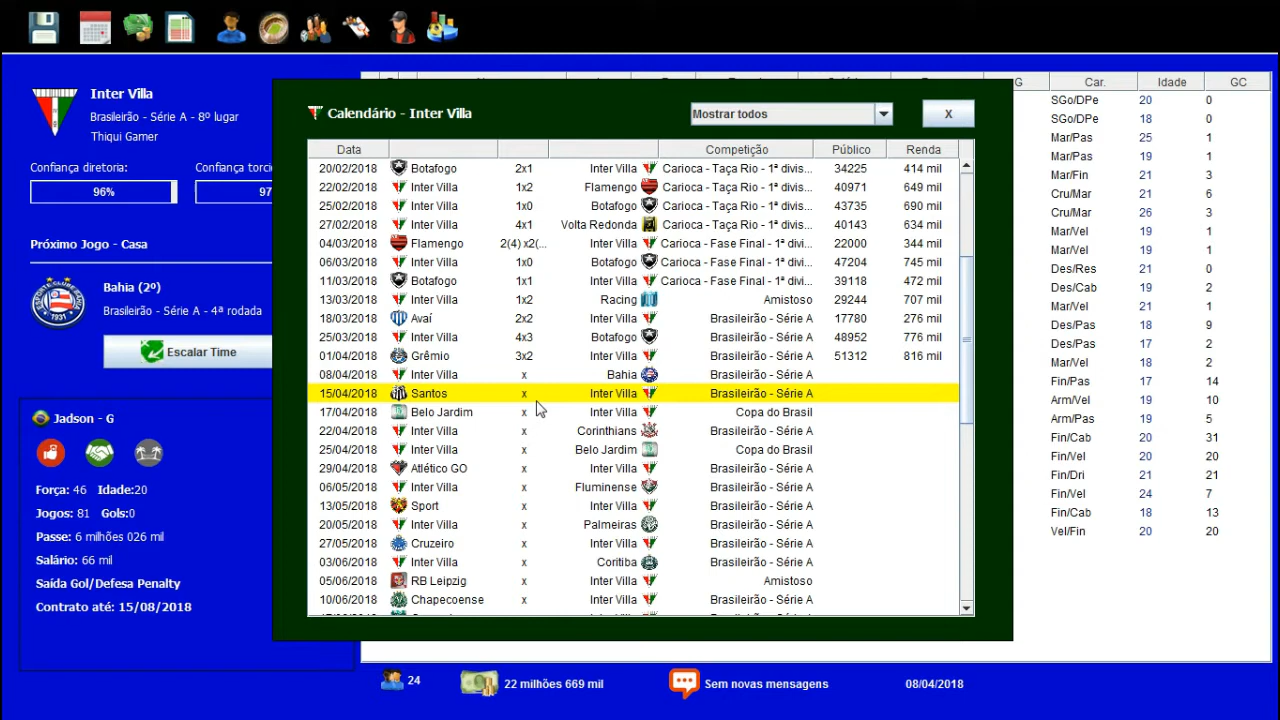 Inter Villa
Brasileirão - Série A - 8º lugar
Thiqui Gamer
Confiança diretoria:
Confiança torcio
96%
97
Próximo Jogo - Casa
Bahia (2º)
Brasileirão - Série A - 4ª rodada
Escalar Time
Jadson - G
Força: 46 Idade:20
Jogos: 81 Gols:0
Passe: 6 milhões 026 mil
Salário: 66 mil
Saída Gol/Defesa Penalty
Contrato até: 15/08/2018
Calendário - Inter Villa
Mostrar todos
X
Data Competição Público Renda
20/02/2018 Botafogo 2x1 Inter Villa Carioca - Taça Rio - 1ª divis... 34225 414 mil
22/02/2018 Inter Villa 1x2 Flamengo Carioca - Taça Rio - 1ª divis... 40971 649 mil
25/02/2018 Inter Villa 1x0 Botafogo Carioca - Taça Rio - 1ª divis... 43735 690 mil
27/02/2018 Inter Villa 4x1 Volta Redonda Carioca - Taça Rio - 1ª divis... 40143 634 mil
04/03/2018 Flamengo 2(4) x2(... Inter Villa Carioca - Fase Final - 1ª divi... 22000 344 mil
06/03/2018 Inter Villa 1x0 Botafogo Carioca - Fase Final - 1ª divi... 47204 745 mil
11/03/2018 Botafogo 1x1 Inter Villa Carioca - Fase Final - 1ª divi... 39118 472 mil
13/03/2018 Inter Villa 1x2 Racing Amistoso 29244 707 mil
18/03/2018 Avaí 2x2 Inter Villa Brasileirão - Série A 17780 276 mil
25/03/2018 Inter Villa 4x3 Botafogo Brasileirão - Série A 48952 776 mil
01/04/2018 Grêmio 3x2 Inter Villa Brasileirão - Série A 51312 816 mil
08/04/2018 Inter Villa x Bahia Brasileirão - Série A
15/04/2018 Santos x Inter Villa Brasileirão - Série A
17/04/2018 Belo Jardim x Inter Villa Copa do Brasil
22/04/2018 Inter Villa x Corinthians Brasileirão - Série A
25/04/2018 Inter Villa x Belo Jardim Copa do Brasil
29/04/2018 Atlético GO x Inter Villa Brasileirão - Série A
06/05/2018 Inter Villa x Fluminense Brasileirão - Série A
13/05/2018 Sport x Inter Villa Brasileirão - Série A
20/05/2018 Inter Villa x Palmeiras Brasileirão - Série A
27/05/2018 Cruzeiro x Inter Villa Brasileirão - Série A
03/06/2018 Inter Villa x Coritiba Brasileirão - Série A
05/06/2018 RB Leipzig x Inter Villa Amistoso
10/06/2018 Chapecoense x Inter Villa Brasileirão - Série A
G Car. Idade GC
SGo/DPe 20 0
SGo/DPe 18 0
Mar/Pas 25 1
Mar/Pas 19 1
Mar/Fin 21 3
Cru/Mar 21 6
Cru/Mar 26 3
Mar/Vel 19 1
Mar/Vel 19 1
Des/Res 21 0
Des/Cab 19 2
Mar/Vel 21 1
Des/Pas 18 9
Des/Pas 17 2
Mar/Vel 18 2
Fin/Pas 17 14
Arm/Vel 19 10
Arm/Pas 19 5
Fin/Cab 20 31
Fin/Vel 20 20
Fin/Dri 21 21
Fin/Vel 24 7
Fin/Cab 18 13
Vel/Fin 20 20
24
22 milhões 669 mil
Sem novas mensagens
08/04/2018